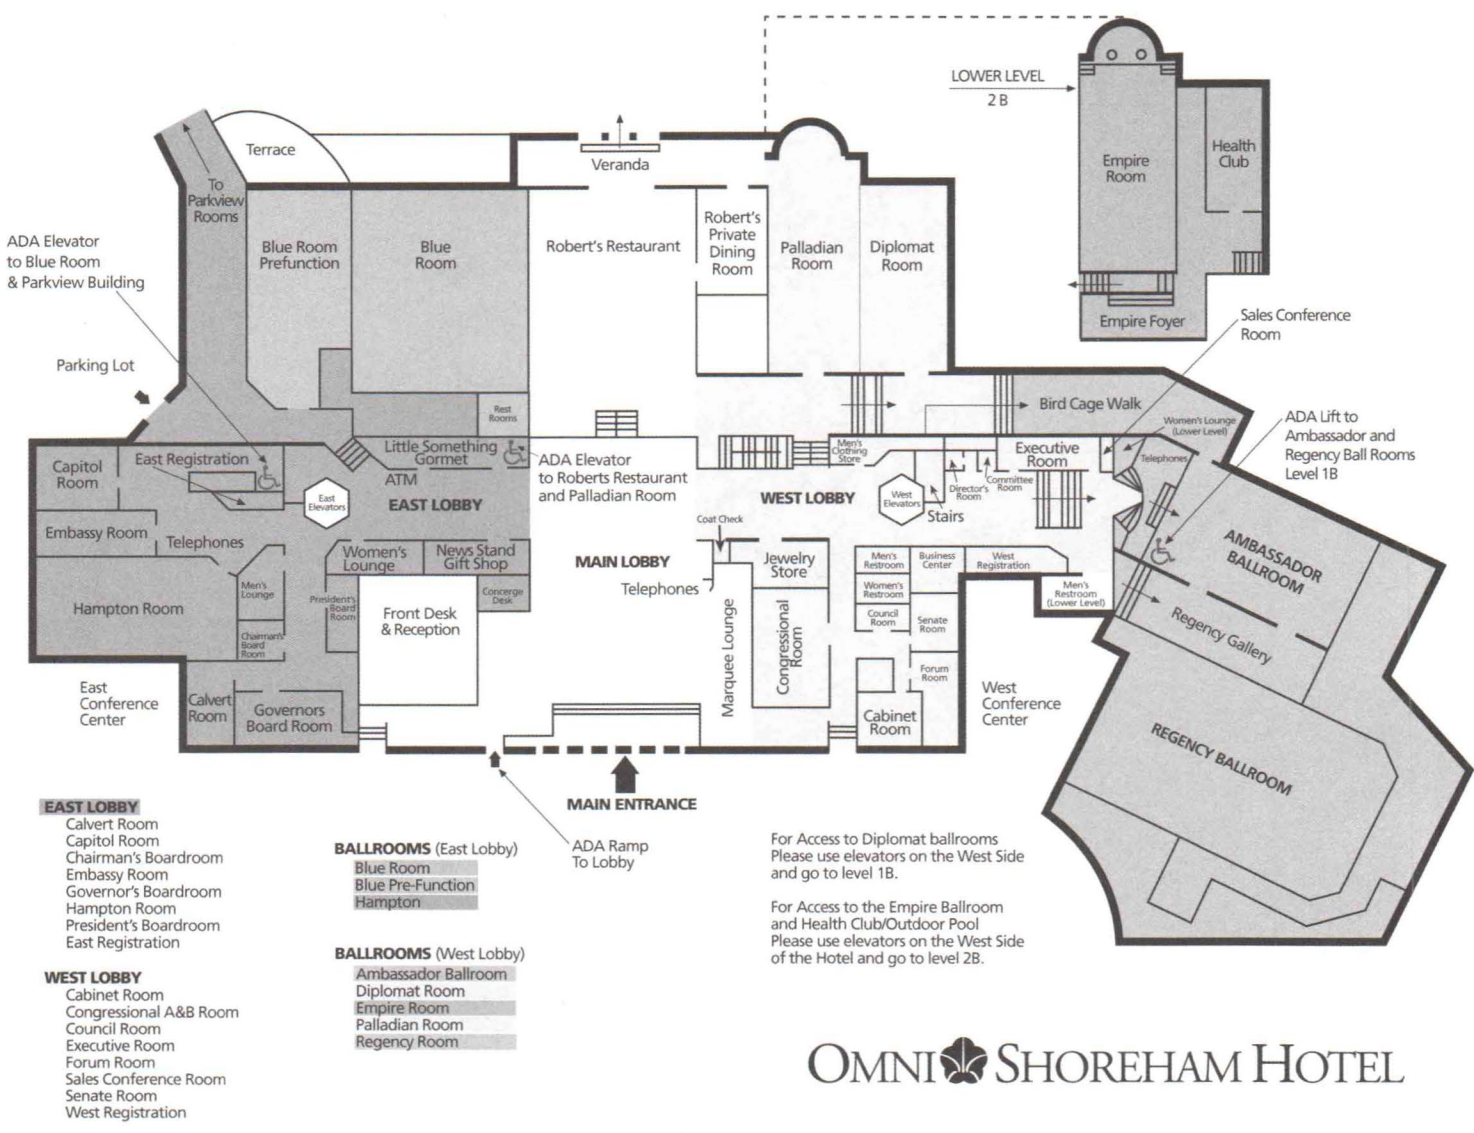 LOWER LEVEL
2 B
Empire
Room
Health
Club
Empire Foyer
Terrace
Veranda
To
Parkview
Rooms
ADA Elevator
to Blue Room
& Parkview Building
Blue Room
Prefunction
Blue
Room
Robert's Restaurant
Robert's
Private
Dining
Room
Palladian
Room
Diplomat
Room
Sales Conference
Room
Parking Lot
Rest
Rooms
Bird Cage Walk
Women's Lounge
(Lower Level)
ADA Lift to
Ambassador and
Regency Ball Rooms
Level 1B
Capitol
Room
East Registration
Little Something
Gormet
ATM
ADA Elevator
to Roberts Restaurant
and Palladian Room
Men's
Clothing
Store
Executive
Room
Telephones
Director's
Room
Committee
Room
East
Elevators
EAST LOBBY
WEST LOBBY
West
Elevators
Stairs
Embassy Room
Telephones
Women's
Lounge
News Stand
Gift Shop
MAIN LOBBY
Coat Check
Jewelry
Store
Men's
Restroom
Business
Center
West
Registration
AMBASSADOR
BALLROOM
Hampton Room
Men's
Lounge
President's
Board
Room
Front Desk
& Reception
Concerge
Desk
Telephones
Women's
Restroom
Men's
Restroom
(Lower Level)
Chairman's
Board
Room
Marquee Lounge
Congressional
Room
Council
Room
Senate
Room
Regency Gallery
Forum
Room
East
Conference
Center
Calvert
Room
Governors
Board Room
Cabinet
Room
West
Conference
Center
REGENCY BALLROOM
MAIN ENTRANCE
ADA Ramp
To Lobby
EAST LOBBY
Calvert Room
Capitol Room
Chairman's Boardroom
Embassy Room
Governor's Boardroom
Hampton Room
President's Boardroom
East Registration
WEST LOBBY
Cabinet Room
Congressional A&B Room
Council Room
Executive Room
Forum Room
Sales Conference Room
Senate Room
West Registration
BALLROOMS (East Lobby)
Blue Room
Blue Pre-Function
Hampton
BALLROOMS (West Lobby)
Ambassador Ballroom
Diplomat Room
Empire Room
Palladian Room
Regency Room
For Access to Diplomat ballrooms
Please use elevators on the West Side
and go to level 1B.
For Access to the Empire Ballroom
and Health Club/Outdoor Pool
Please use elevators on the West Side
of the Hotel and go to level 2B.
OMNI SHOREHAM HOTEL